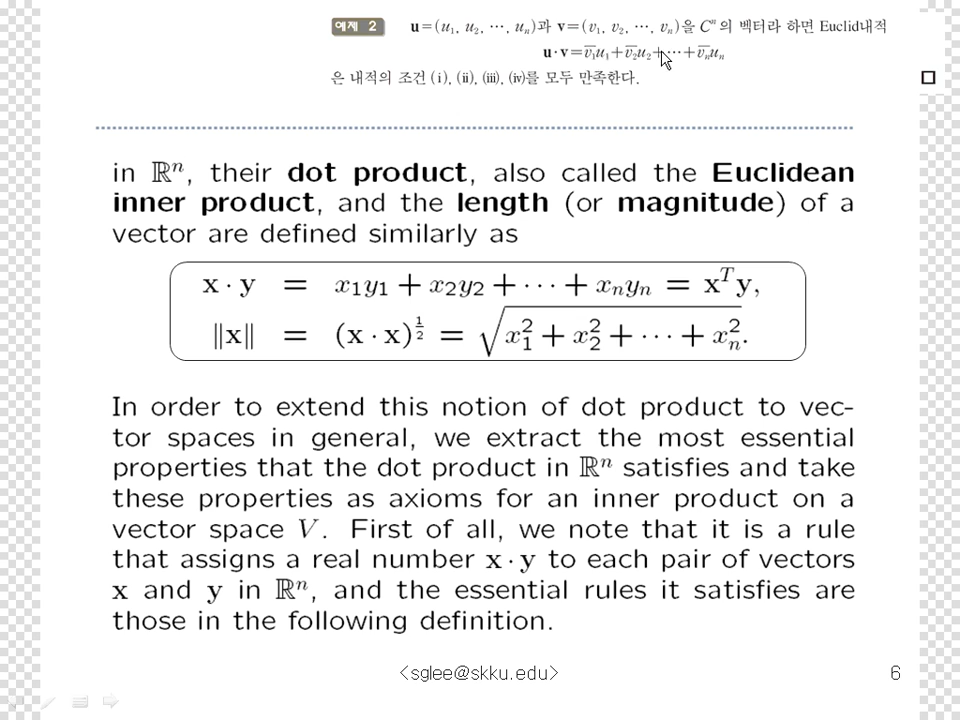 예제 2 u=(u₁, u₂, ⋯, uₙ)과 v=(v₁, v₂, ⋯, vₙ)을 Cⁿ의 벡터라 하면 Euclid내적
u·v=v̅₁u₁+v̅₂u₂+⋯+v̅ₙuₙ
은 내적의 조건 (ⅰ), (ⅱ), (ⅲ), (ⅳ)를 모두 만족한다.
in ℝⁿ, their dot product, also called the Euclidean
inner product, and the length (or magnitude) of a
vector are defined similarly as
x · y = x₁y₁ + x₂y₂ + ··· + xₙyₙ = xᵀy,
‖x‖ = (x · x)^{1/2} = √(x₁² + x₂² + ··· + xₙ²).
In order to extend this notion of dot product to vec-
tor spaces in general, we extract the most essential
properties that the dot product in ℝⁿ satisfies and take
these properties as axioms for an inner product on a
vector space V. First of all, we note that it is a rule
that assigns a real number x · y to each pair of vectors
x and y in ℝⁿ, and the essential rules it satisfies are
those in the following definition.
<sglee@skku.edu> 6